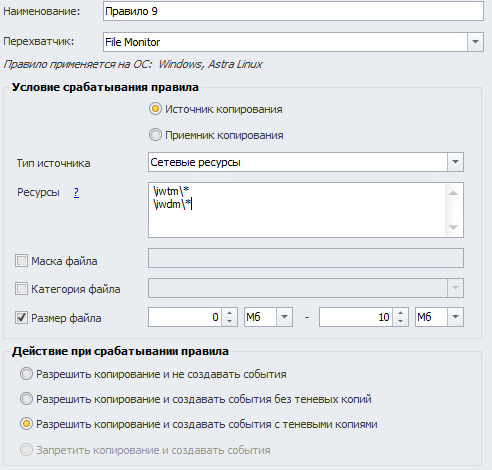 Наименование: Правило 9
Перехватчик: File Monitor
Правило применяется на ОС: Windows, Astra Linux
Условие срабатывания правила
Источник копирования
Приемник копирования
Тип источника Сетевые ресурсы
Ресурсы ? \iwtm\*
\iwdm\*
Маска файла
Категория файла
Размер файла 0 Мб - 10 Мб
Действие при срабатывании правила
Разрешить копирование и не создавать события
Разрешить копирование и создавать события без теневых копий
Разрешить копирование и создавать события с теневыми копиями
Запретить копирование и создавать события